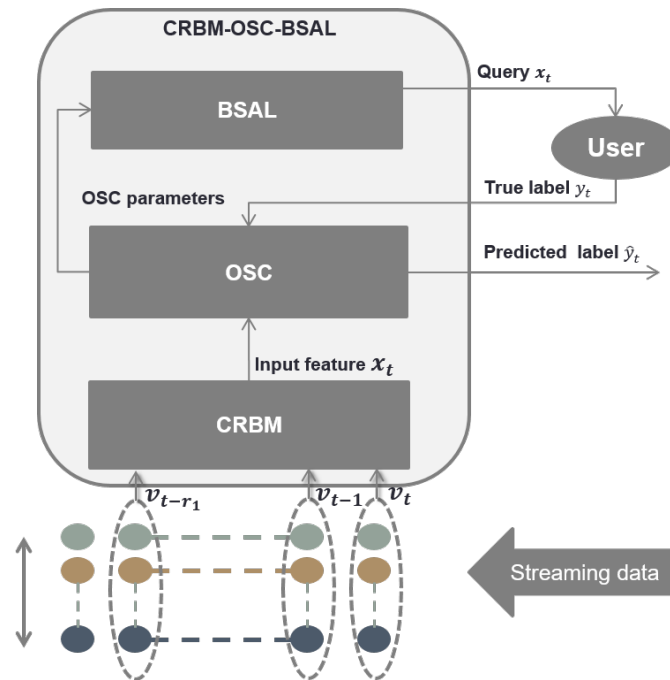 CRBM-OSC-BSAL
BSAL
Query x_t
User
True label y_t
OSC parameters
OSC
Predicted label ŷ_t
Input feature x_t
CRBM
v_{t-r_1}
v_{t-1}
v_t
Streaming data